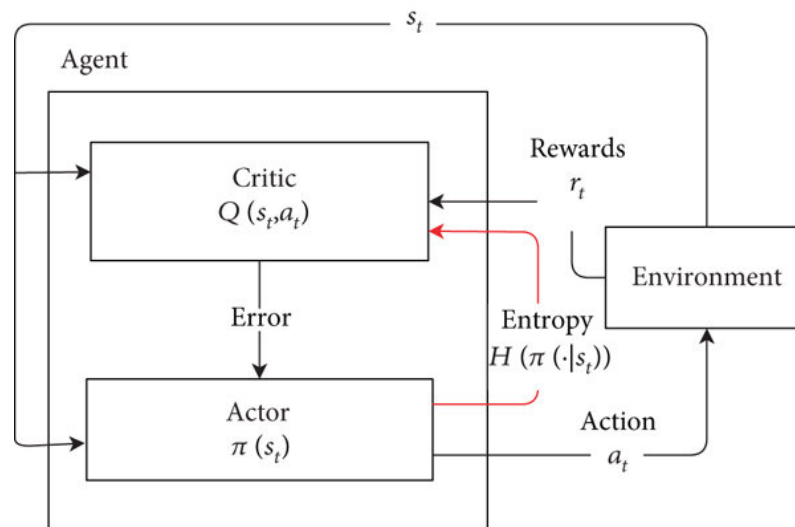 s_t
Agent
Rewards
r_t
Critic
Q (s_t,a_t)
Environment
Error
Entropy
H (π (·|s_t))
Actor
π (s_t)
Action
a_t